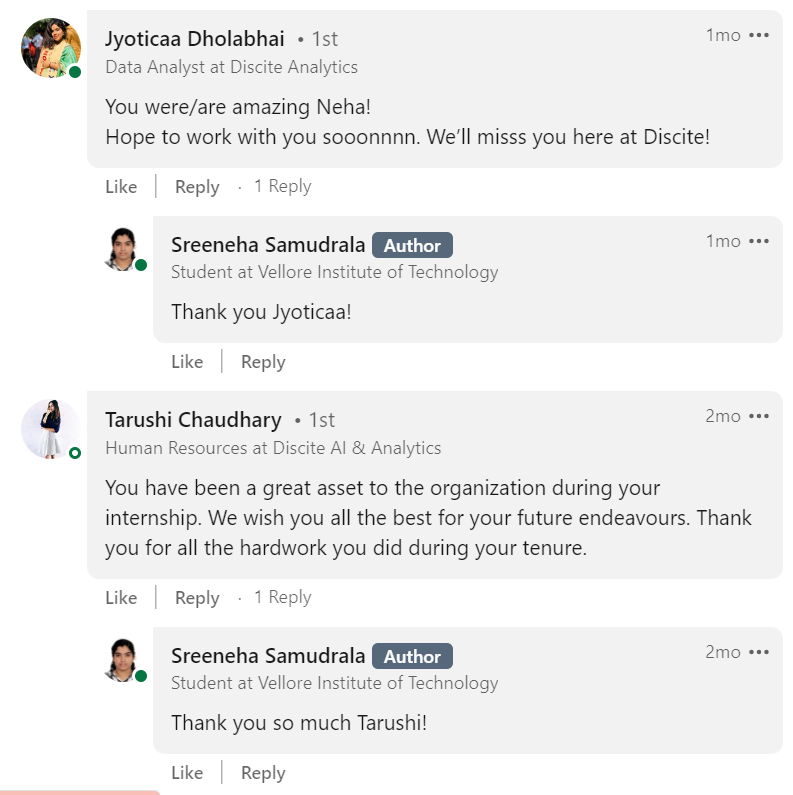 Jyoticaa Dholabhai • 1st
1mo •••
Data Analyst at Discite Analytics
You were/are amazing Neha!
Hope to work with you sooonnnn. We’ll misss you here at Discite!
Like | Reply · 1 Reply
Sreeneha Samudrala Author
1mo •••
Student at Vellore Institute of Technology
Thank you Jyoticaa!
Like | Reply
Tarushi Chaudhary • 1st
2mo •••
Human Resources at Discite AI & Analytics
You have been a great asset to the organization during your
internship. We wish you all the best for your future endeavours. Thank
you for all the hardwork you did during your tenure.
Like | Reply · 1 Reply
Sreeneha Samudrala Author
2mo •••
Student at Vellore Institute of Technology
Thank you so much Tarushi!
Like | Reply